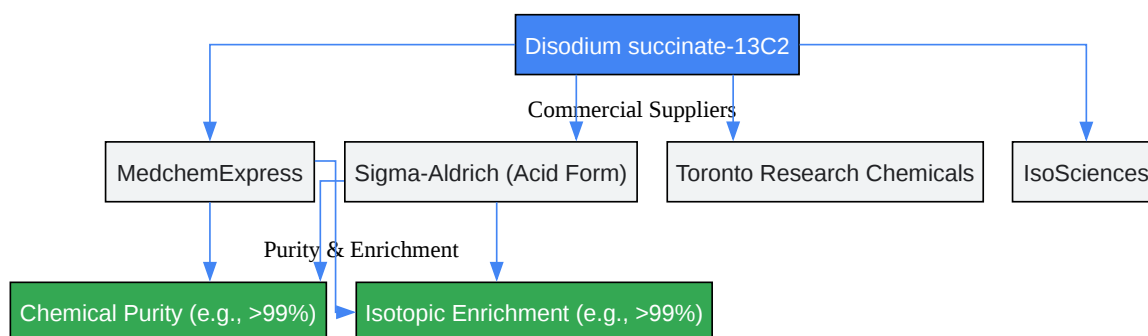 Disodium succinate-13C2
Commercial Suppliers
MedchemExpress
Sigma-Aldrich (Acid Form)
Toronto Research Chemicals
IsoSciences
Purity & Enrichment
Chemical Purity (e.g., >99%)
Isotopic Enrichment (e.g., >99%)